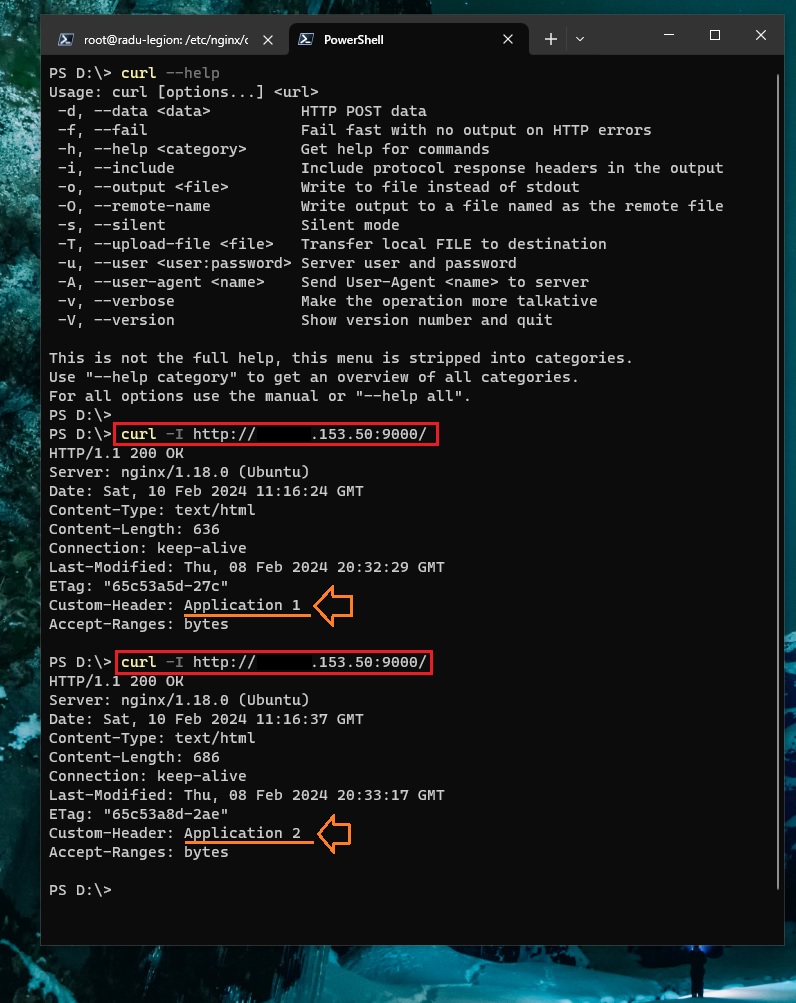 root@radu-legion: /etc/nginx/c
PowerShell
PS D:\> curl --help
Usage: curl [options...] <url>
 -d, --data <data>          HTTP POST data
 -f, --fail                 Fail fast with no output on HTTP errors
 -h, --help <category>      Get help for commands
 -i, --include              Include protocol response headers in the output
 -o, --output <file>        Write to file instead of stdout
 -O, --remote-name          Write output to a file named as the remote file
 -s, --silent               Silent mode
 -T, --upload-file <file>   Transfer local FILE to destination
 -u, --user <user:password> Server user and password
 -A, --user-agent <name>    Send User-Agent <name> to server
 -v, --verbose              Make the operation more talkative
 -V, --version              Show version number and quit
This is not the full help, this menu is stripped into categories.
Use "--help category" to get an overview of all categories.
For all options use the manual or "--help all".
PS D:\>
PS D:\> curl -I http://      .153.50:9000/
HTTP/1.1 200 OK
Server: nginx/1.18.0 (Ubuntu)
Date: Sat, 10 Feb 2024 11:16:24 GMT
Content-Type: text/html
Content-Length: 636
Connection: keep-alive
Last-Modified: Thu, 08 Feb 2024 20:32:29 GMT
ETag: "65c53a5d-27c"
Custom-Header: Application 1
Accept-Ranges: bytes
PS D:\> curl -I http://      .153.50:9000/
HTTP/1.1 200 OK
Server: nginx/1.18.0 (Ubuntu)
Date: Sat, 10 Feb 2024 11:16:37 GMT
Content-Type: text/html
Content-Length: 686
Connection: keep-alive
Last-Modified: Thu, 08 Feb 2024 20:33:17 GMT
ETag: "65c53a8d-2ae"
Custom-Header: Application 2
Accept-Ranges: bytes
PS D:\>